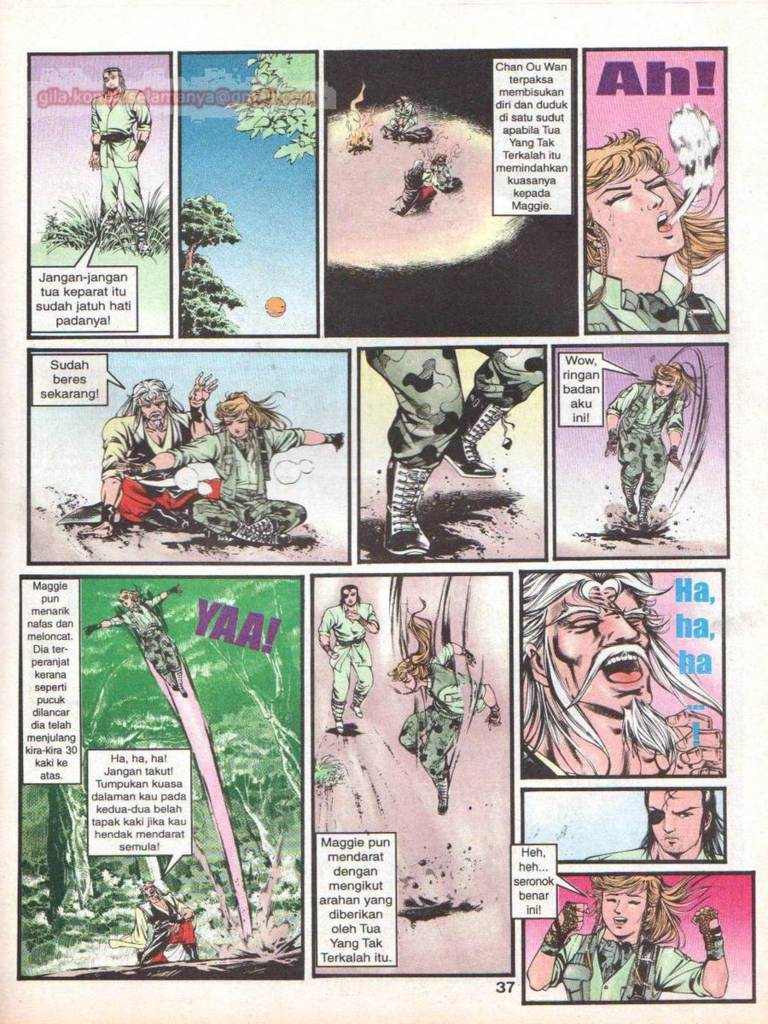 gila.komik.selamanya@gmail.com
Jangan-jangan
tua keparat itu
sudah jatuh hati
padanya!
Chan Ou Wan
terpaksa
membisukan
diri dan duduk
di satu sudut
apabila Tua
Yang Tak
Terkalah itu
memindahkan
kuasanya
kepada
Maggie.
Ah!
Sudah
beres
sekarang!
Wow,
ringan
badan
aku
ini!
Maggie
pun
menarik
nafas dan
meloncat.
Dia ter-
peranjat
kerana
seperti
pucuk
dilancar
dia telah
menjulang
kira-kira 30
kaki ke
atas.
YAA!
Ha, ha, ha!
Jangan takut!
Tumpukan kuasa
dalaman kau pada
kedua-dua belah
tapak kaki jika kau
hendak mendarat
semula!
Maggie pun
mendarat
dengan
mengikut
arahan yang
diberikan
oleh Tua
Yang Tak
Terkalah itu.
Ha,
ha,
ha
...!
Heh,
heh...
seronok
benar
ini!
37